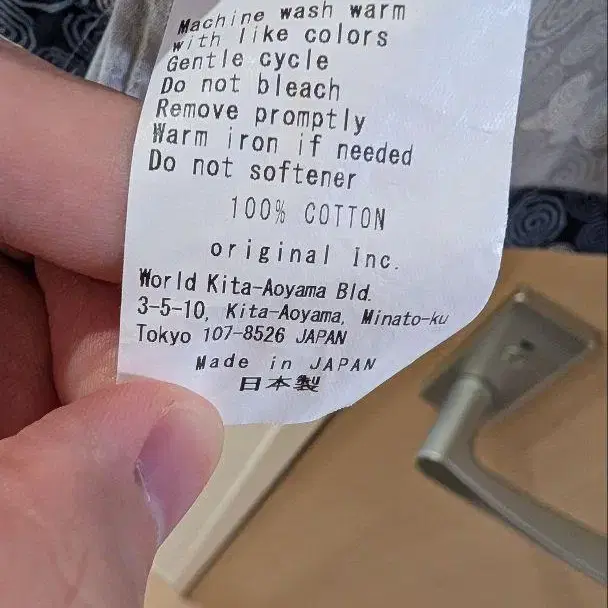 Machine wash warm
with like colors
Gentle cycle
Do not bleach
Remove promptly
Warm iron if needed
Do not softener
100% COTTON
original Inc.
World Kita-Aoyama Bld.
3-5-10, Kita-Aoyama, Minato-ku
Tokyo 107-8526 JAPAN
Made in JAPAN
日本製